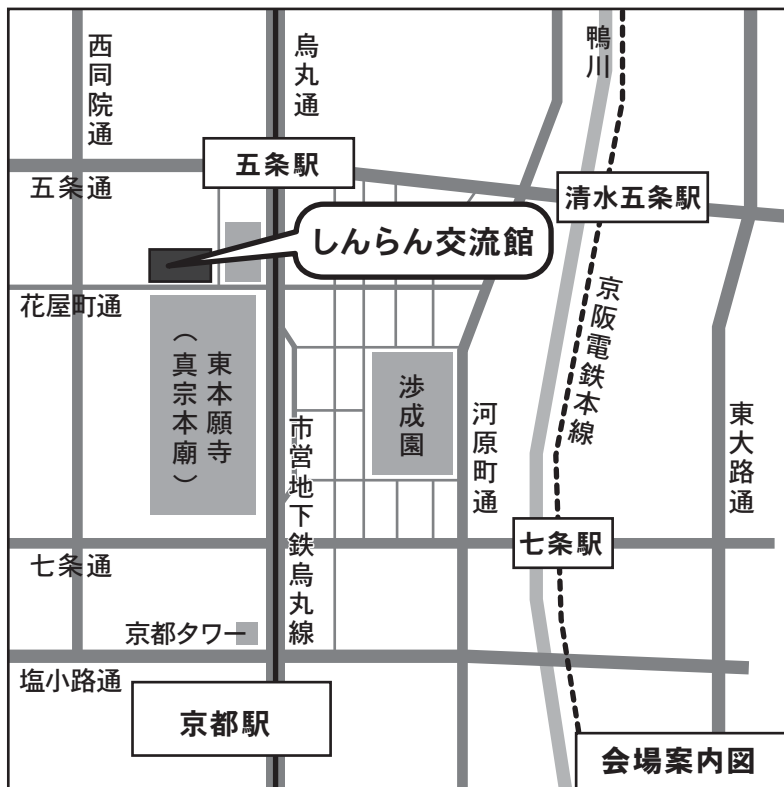 西同院通
烏丸通
鴨川
五条駅
五条通
清水五条駅
しんらん交流館
花屋町通
京阪電鉄本線
東本願寺
（真宗本廟）
渉成園
河原町通
東大路通
市営地下鉄烏丸線
七条駅
七条通
京都タワー
塩小路通
京都駅
会場案内図